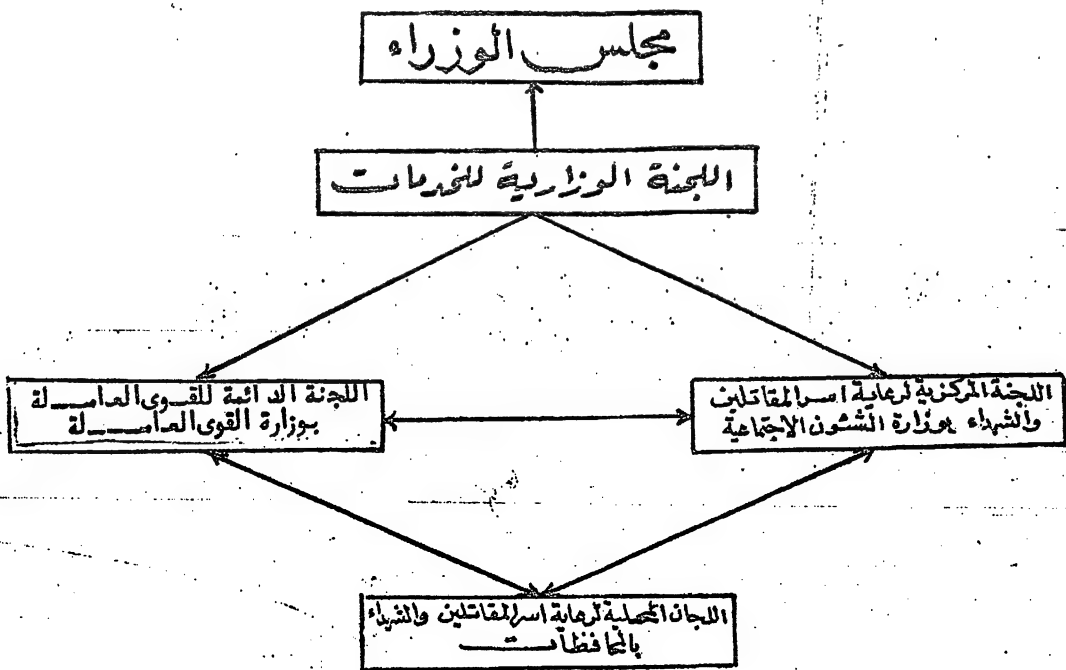 مجلس الوزراء
اللجنة الوزارية للخدمات
اللجنة المركزية لرعاية اسر المقاتلين
والشهداء بوزارة الشئون الاجتماعية
اللجنة الدائمة للقوى العاملة
بوزارة القوى العاملة
اللجان المحلية لرعاية اسر المقاتلين والشهداء
بالمحافظات